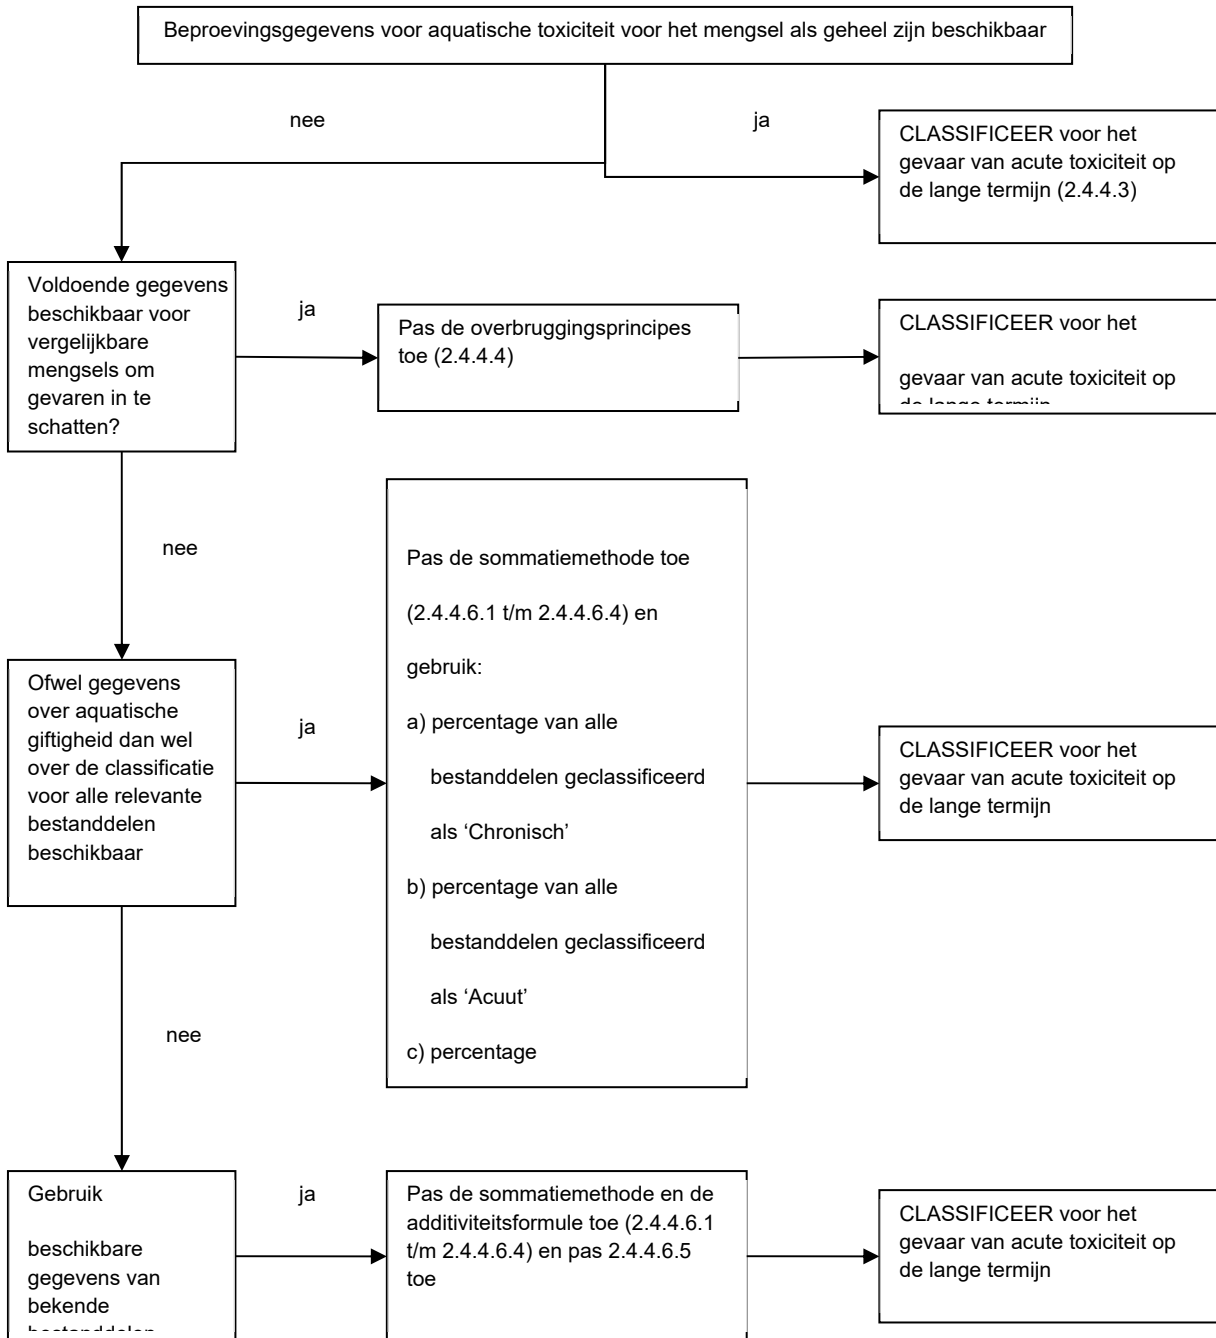 Beproevingsgegevens voor aquatische toxiciteit voor het mengsel als geheel zijn beschikbaar
nee
ja
CLASSIFICEER voor het
gevaar van acute toxiciteit op
de lange termijn (2.4.4.3)
Voldoende gegevens
beschikbaar voor
vergelijkbare
mengsels om
gevaren in te
schatten?
ja
Pas de overbruggingsprincipes
toe (2.4.4.4)
CLASSIFICEER voor het
gevaar van acute toxiciteit op
de lange termijn
nee
Ofwel gegevens
over aquatische
giftigheid dan wel
over de classificatie
voor alle relevante
bestanddelen
beschikbaar
ja
Pas de sommatiemethode toe
(2.4.4.6.1 t/m 2.4.4.6.4) en
gebruik:
a) percentage van alle
bestanddelen geclassificeerd
als ‘Chronisch’
b) percentage van alle
bestanddelen geclassificeerd
als ‘Acuut’
c) percentage
CLASSIFICEER voor het
gevaar van acute toxiciteit op
de lange termijn
nee
Gebruik
beschikbare
gegevens van
bekende
bestanddelen
ja
Pas de sommatiemethode en de
additiviteitsformule toe (2.4.4.6.1
t/m 2.4.4.6.4) en pas 2.4.4.6.5
toe
CLASSIFICEER voor het
gevaar van acute toxiciteit op
de lange termijn